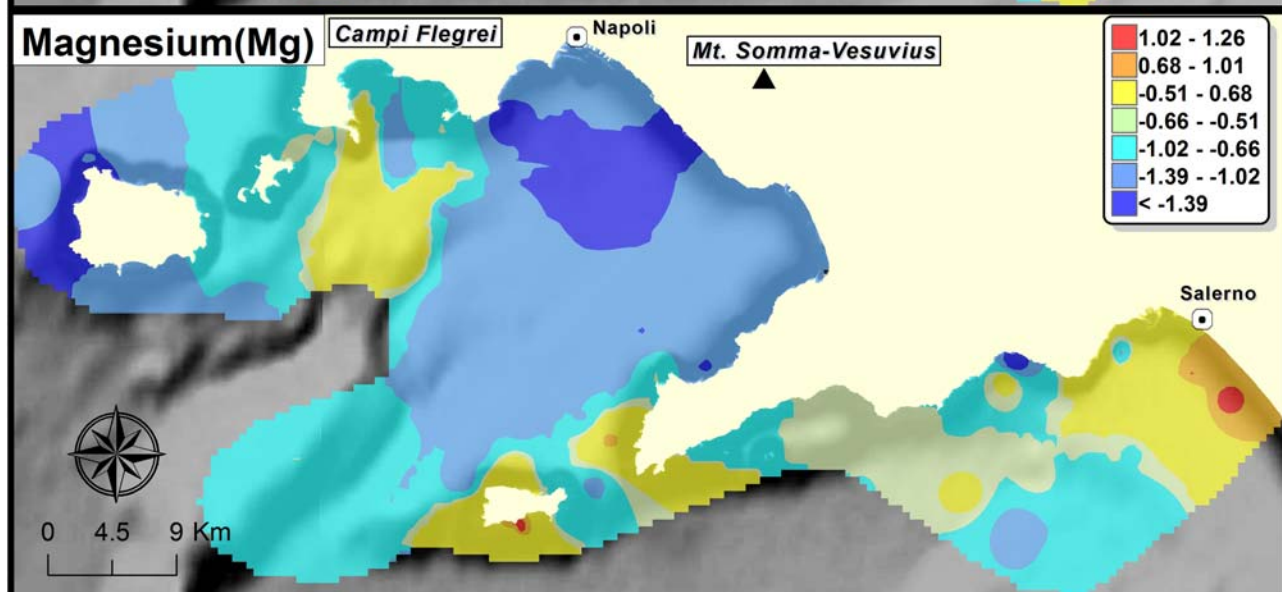 Magnesium(Mg)
Campi Flegrei
Napoli
Mt. Somma-Vesuvius
1.02 - 1.26
0.68 - 1.01
-0.51 - 0.68
-0.66 - -0.51
-1.02 - -0.66
-1.39 - -1.02
< -1.39
Salerno
0 4.5 9 Km